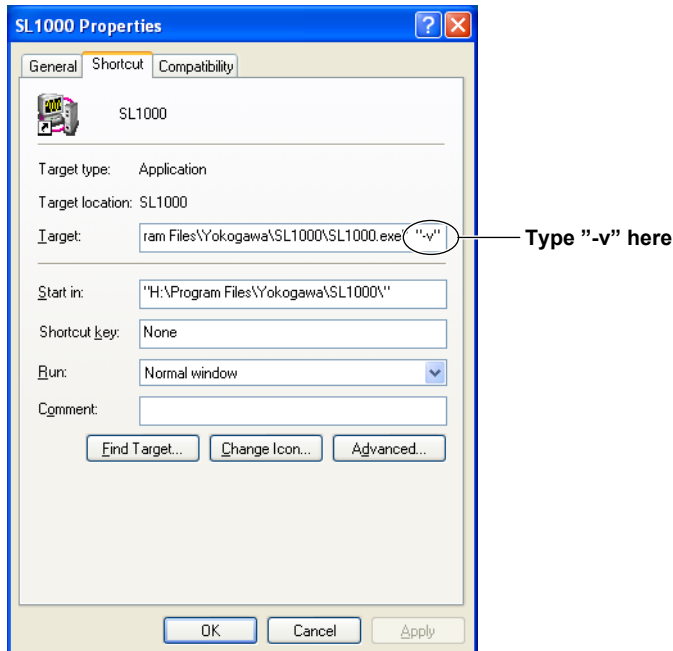 SL1000 Properties
General Shortcut Compatibility
SL1000
Target type: Application
Target location: SL1000
Target: ram Files\Yokogawa\SL1000\SL1000.exe" "-v"
Type ”-v” here
Start in: "H:\Program Files\Yokogawa\SL1000\"
Shortcut key: None
Run: Normal window
Comment:
Find Target... Change Icon... Advanced...
OK Cancel Apply